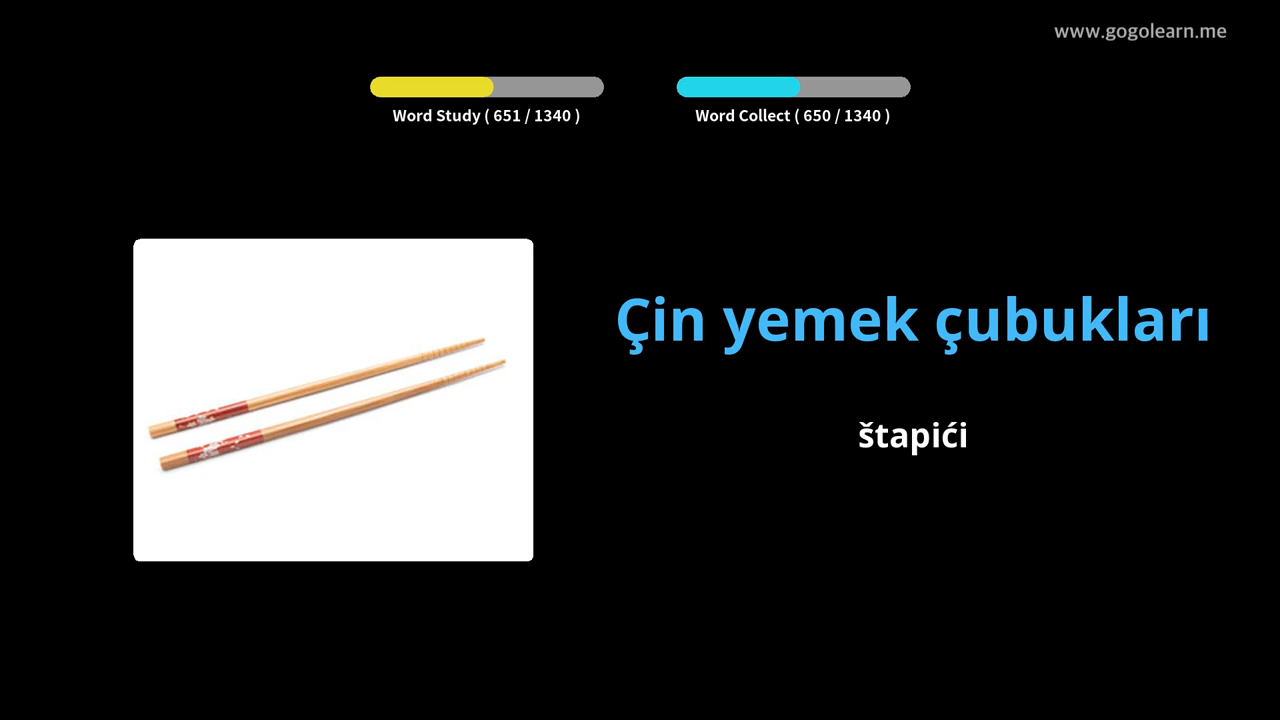 www.gogolearn.me
Word Study ( 651 / 1340 )
Word Collect ( 650 / 1340 )
Çin yemek çubukları
štapići